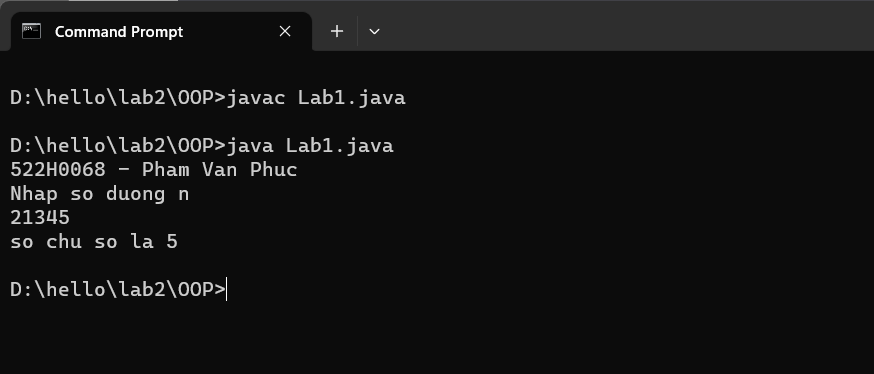 Command Prompt
D:\hello\lab2\OOP>javac Lab1.java
D:\hello\lab2\OOP>java Lab1.java
522H0068 - Pham Van Phuc
Nhap so duong n
21345
so chu so la 5
D:\hello\lab2\OOP>